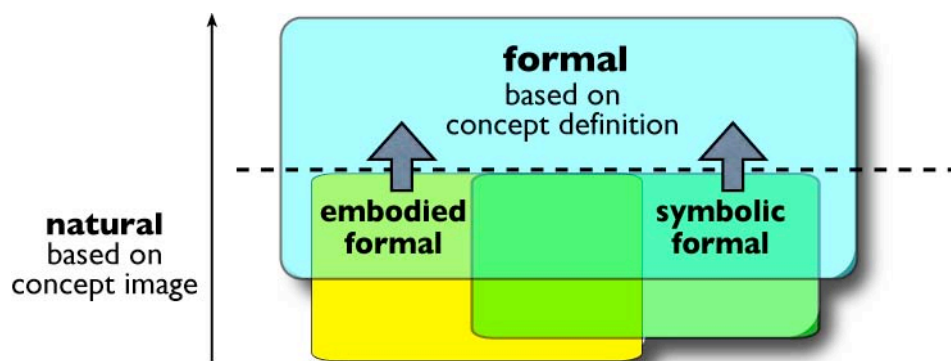 formal
based on
concept definition
embodied
formal
symbolic
formal
natural
based on
concept image